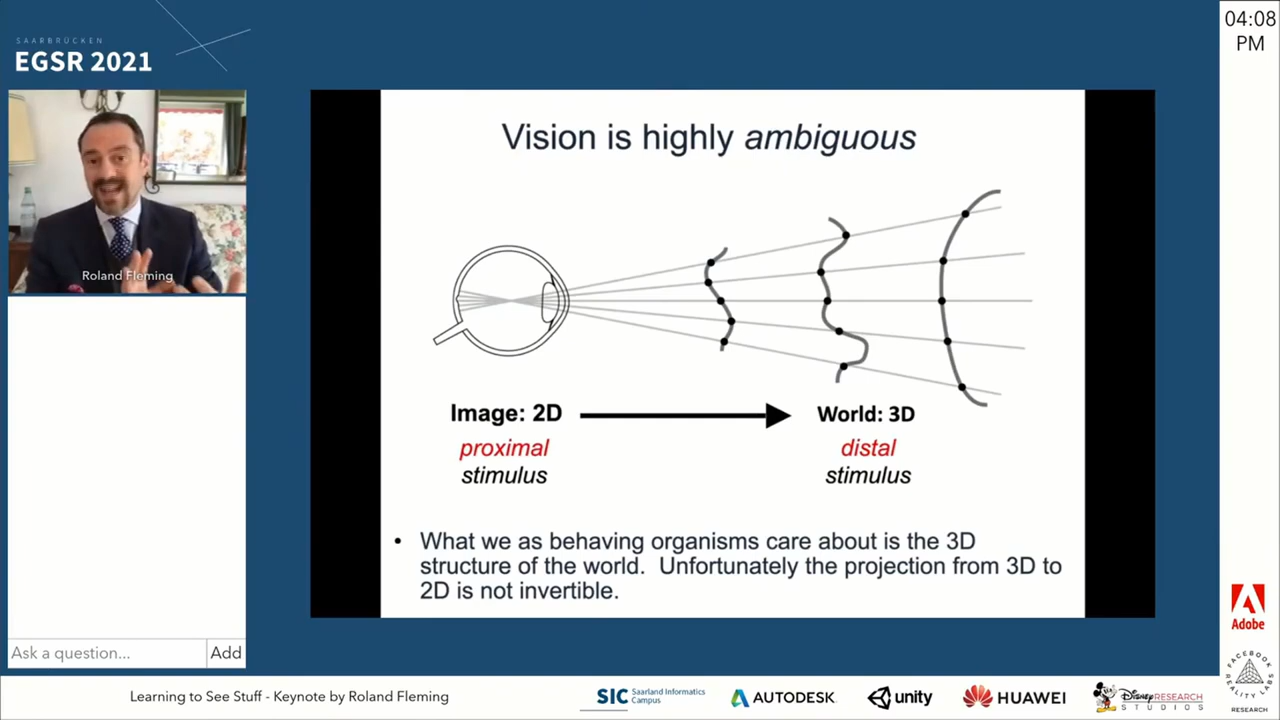 SAARBRÜCKEN
EGSR 2021
04:08
PM
Roland Fleming
Vision is highly ambiguous
Image: 2D
World: 3D
proximal
distal
stimulus
stimulus
• What we as behaving organisms care about is the 3D
structure of the world. Unfortunately the projection from 3D to
2D is not invertible.
Ask a question...
Add
Adobe
FACEBOOK
REALITY LABS
RESEARCH
Learning to See Stuff - Keynote by Roland Fleming
SIC
Saarland Informatics
Campus
AUTODESK.
unity
HUAWEI
Disney RESEARCH
STUDIOS